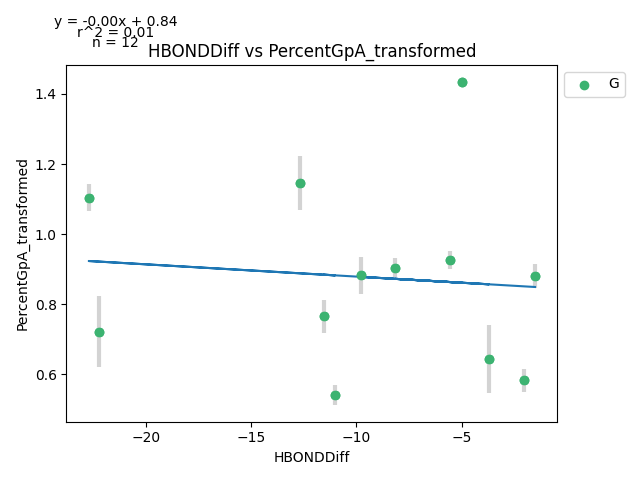 y = -0.00x + 0.84
r^2 = 0.01
n = 12
HBONDDiff vs PercentGpA_transformed
G
PercentGpA_transformed
1.4
1.2
1.0
0.8
0.6
−20
−15
−10
−5
HBONDDiff